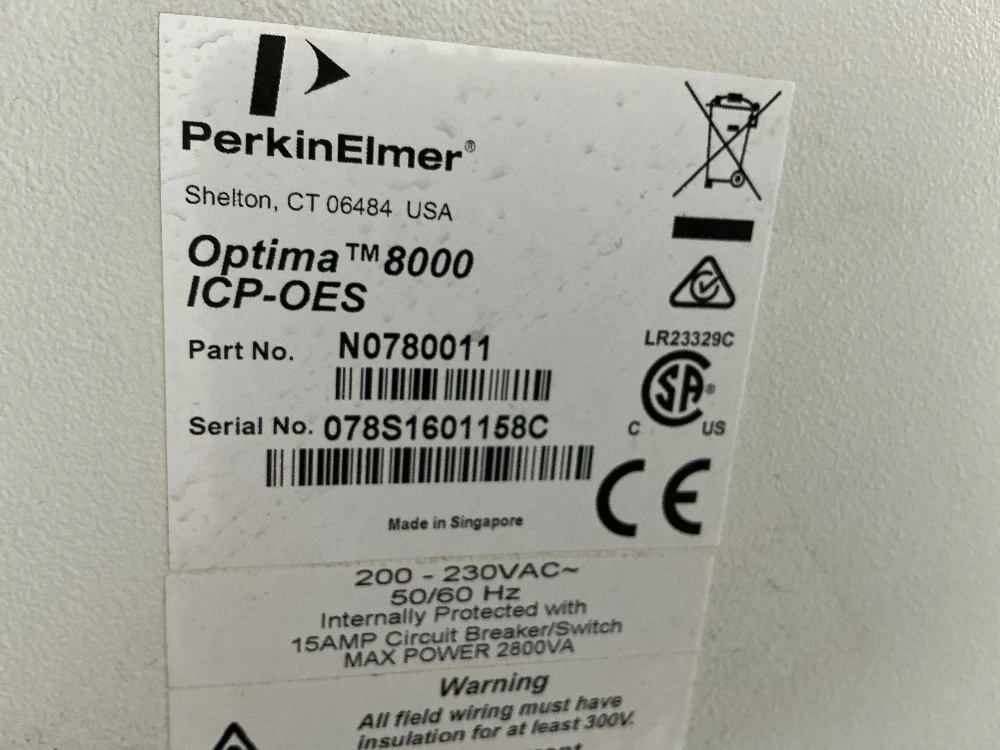 PerkinElmer®
Shelton, CT 06484 USA
Optima™ 8000
ICP-OES
Part No. N0780011
LR23329C
SA®
C US
Serial No. 078S1601158C
CE
Made in Singapore
200 - 230VAC~
50/60 Hz
Internally Protected with
15AMP Circuit Breaker/Switch
MAX POWER 2800VA
Warning
All field wiring must have
insulation for at least 300V.